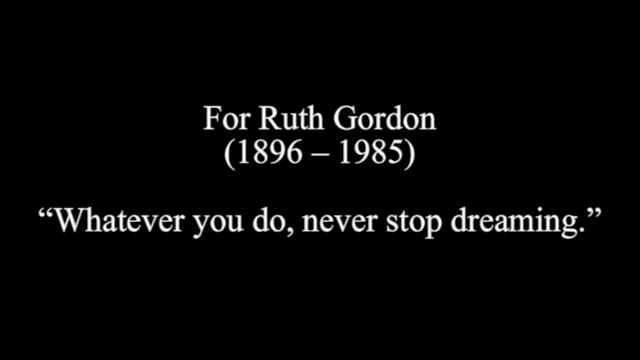 For Ruth Gordon
(1896 – 1985)
“Whatever you do, never stop dreaming.”